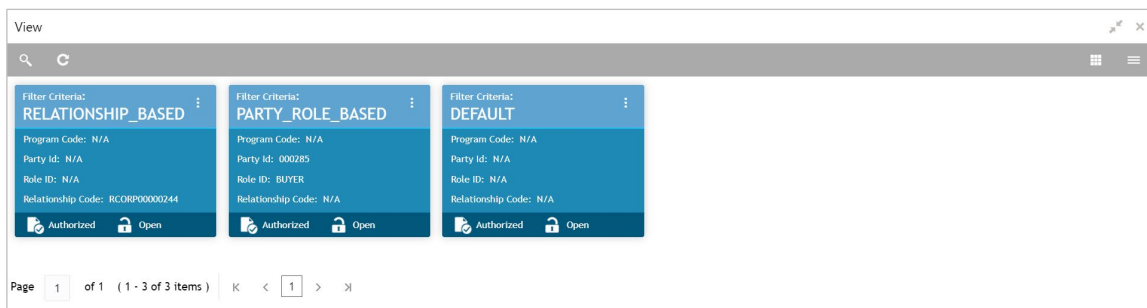 View
Filter Criteria:
RELATIONSHIP_BASED
Program Code: N/A
Party Id: N/A
Role ID: N/A
Relationship Code: RCORP00000244
Authorized Open
Filter Criteria:
PARTY_ROLE_BASED
Program Code: N/A
Party Id: 000285
Role ID: BUYER
Relationship Code: N/A
Authorized Open
Filter Criteria:
DEFAULT
Program Code: N/A
Party Id: N/A
Role ID: N/A
Relationship Code: N/A
Authorized Open
Page 1 of 1 ( 1 - 3 of 3 items ) 1